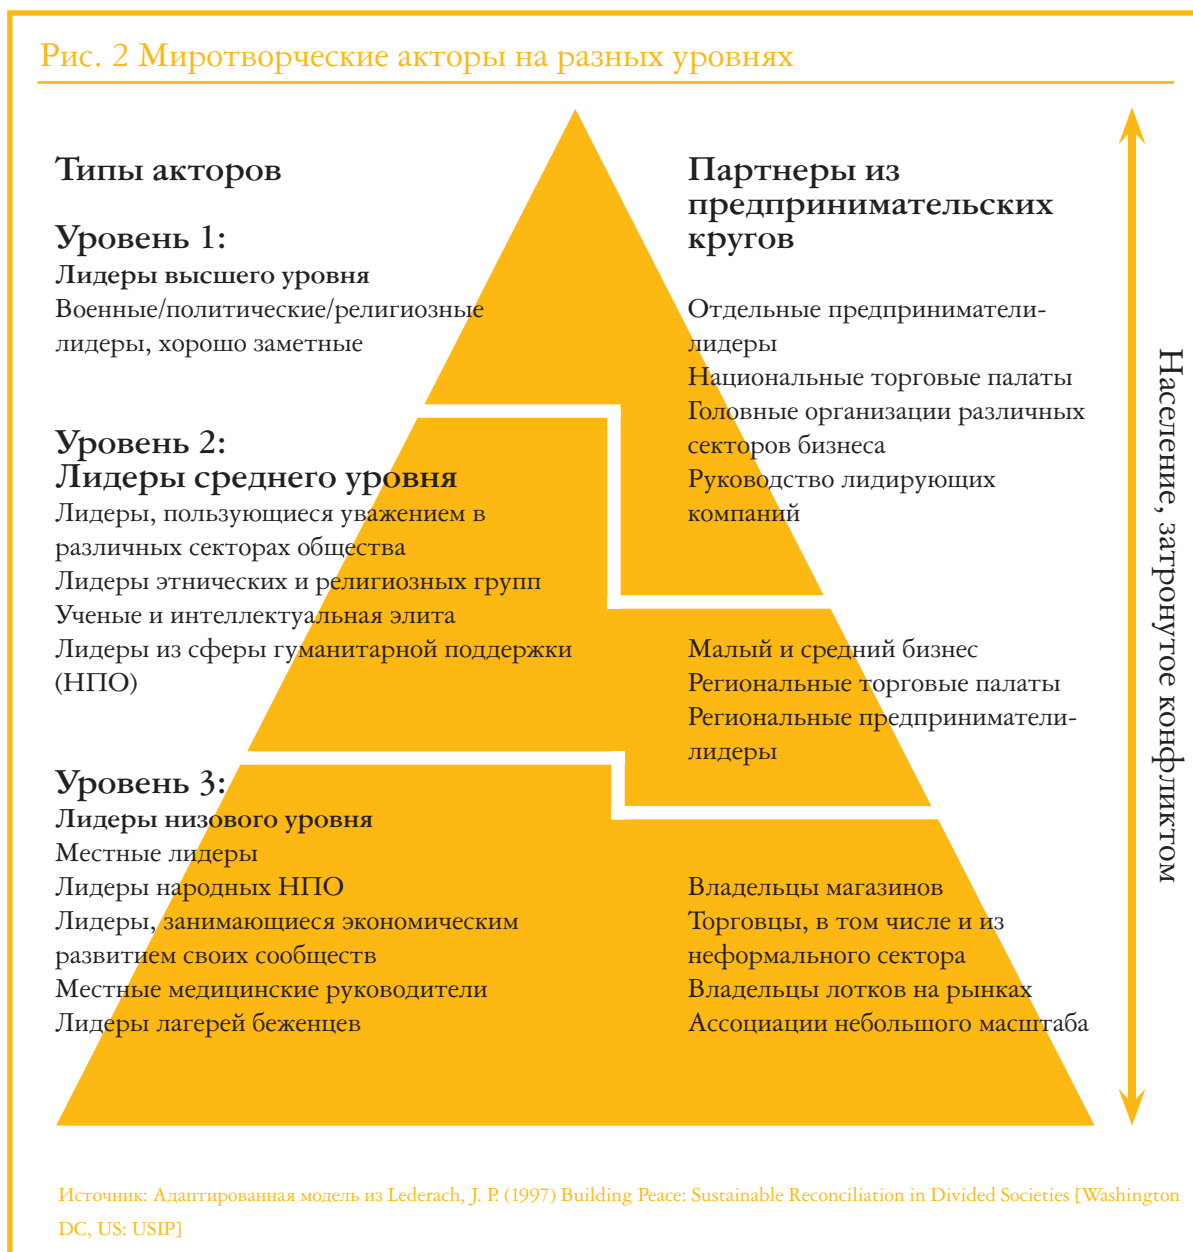 Рис. 2 Миротворческие акторы на разных уровнях
Типы акторов
Уровень 1:
Лидеры высшего уровня
Военные/политические/религиозные
лидеры, хорошо заметные
Уровень 2:
Лидеры среднего уровня
Лидеры, пользующиеся уважением в
различных секторах общества
Лидеры этнических и религиозных групп
Ученые и интеллектуальная элита
Лидеры из сферы гуманитарной поддержки
(НПО)
Уровень 3:
Лидеры низового уровня
Местные лидеры
Лидеры народных НПО
Лидеры, занимающиеся экономическим
развитием своих сообществ
Местные медицинские руководители
Лидеры лагерей беженцев
Партнеры из
предпринимательских
кругов
Отдельные предприниматели-
лидеры
Национальные торговые палаты
Головные организации различных
секторов бизнеса
Руководство лидирующих
компаний
Малый и средний бизнес
Региональные торговые палаты
Региональные предприниматели-
лидеры
Владельцы магазинов
Торговцы, в том числе и из
неформального сектора
Владельцы лотков на рынках
Ассоциации небольшого масштаба
Население, затронутое конфликтом
Источник: Адаптированная модель из Lederach, J. P. (1997) Building Peace: Sustainable Reconciliation in Divided Societies [Washington
DC, US: USIP]